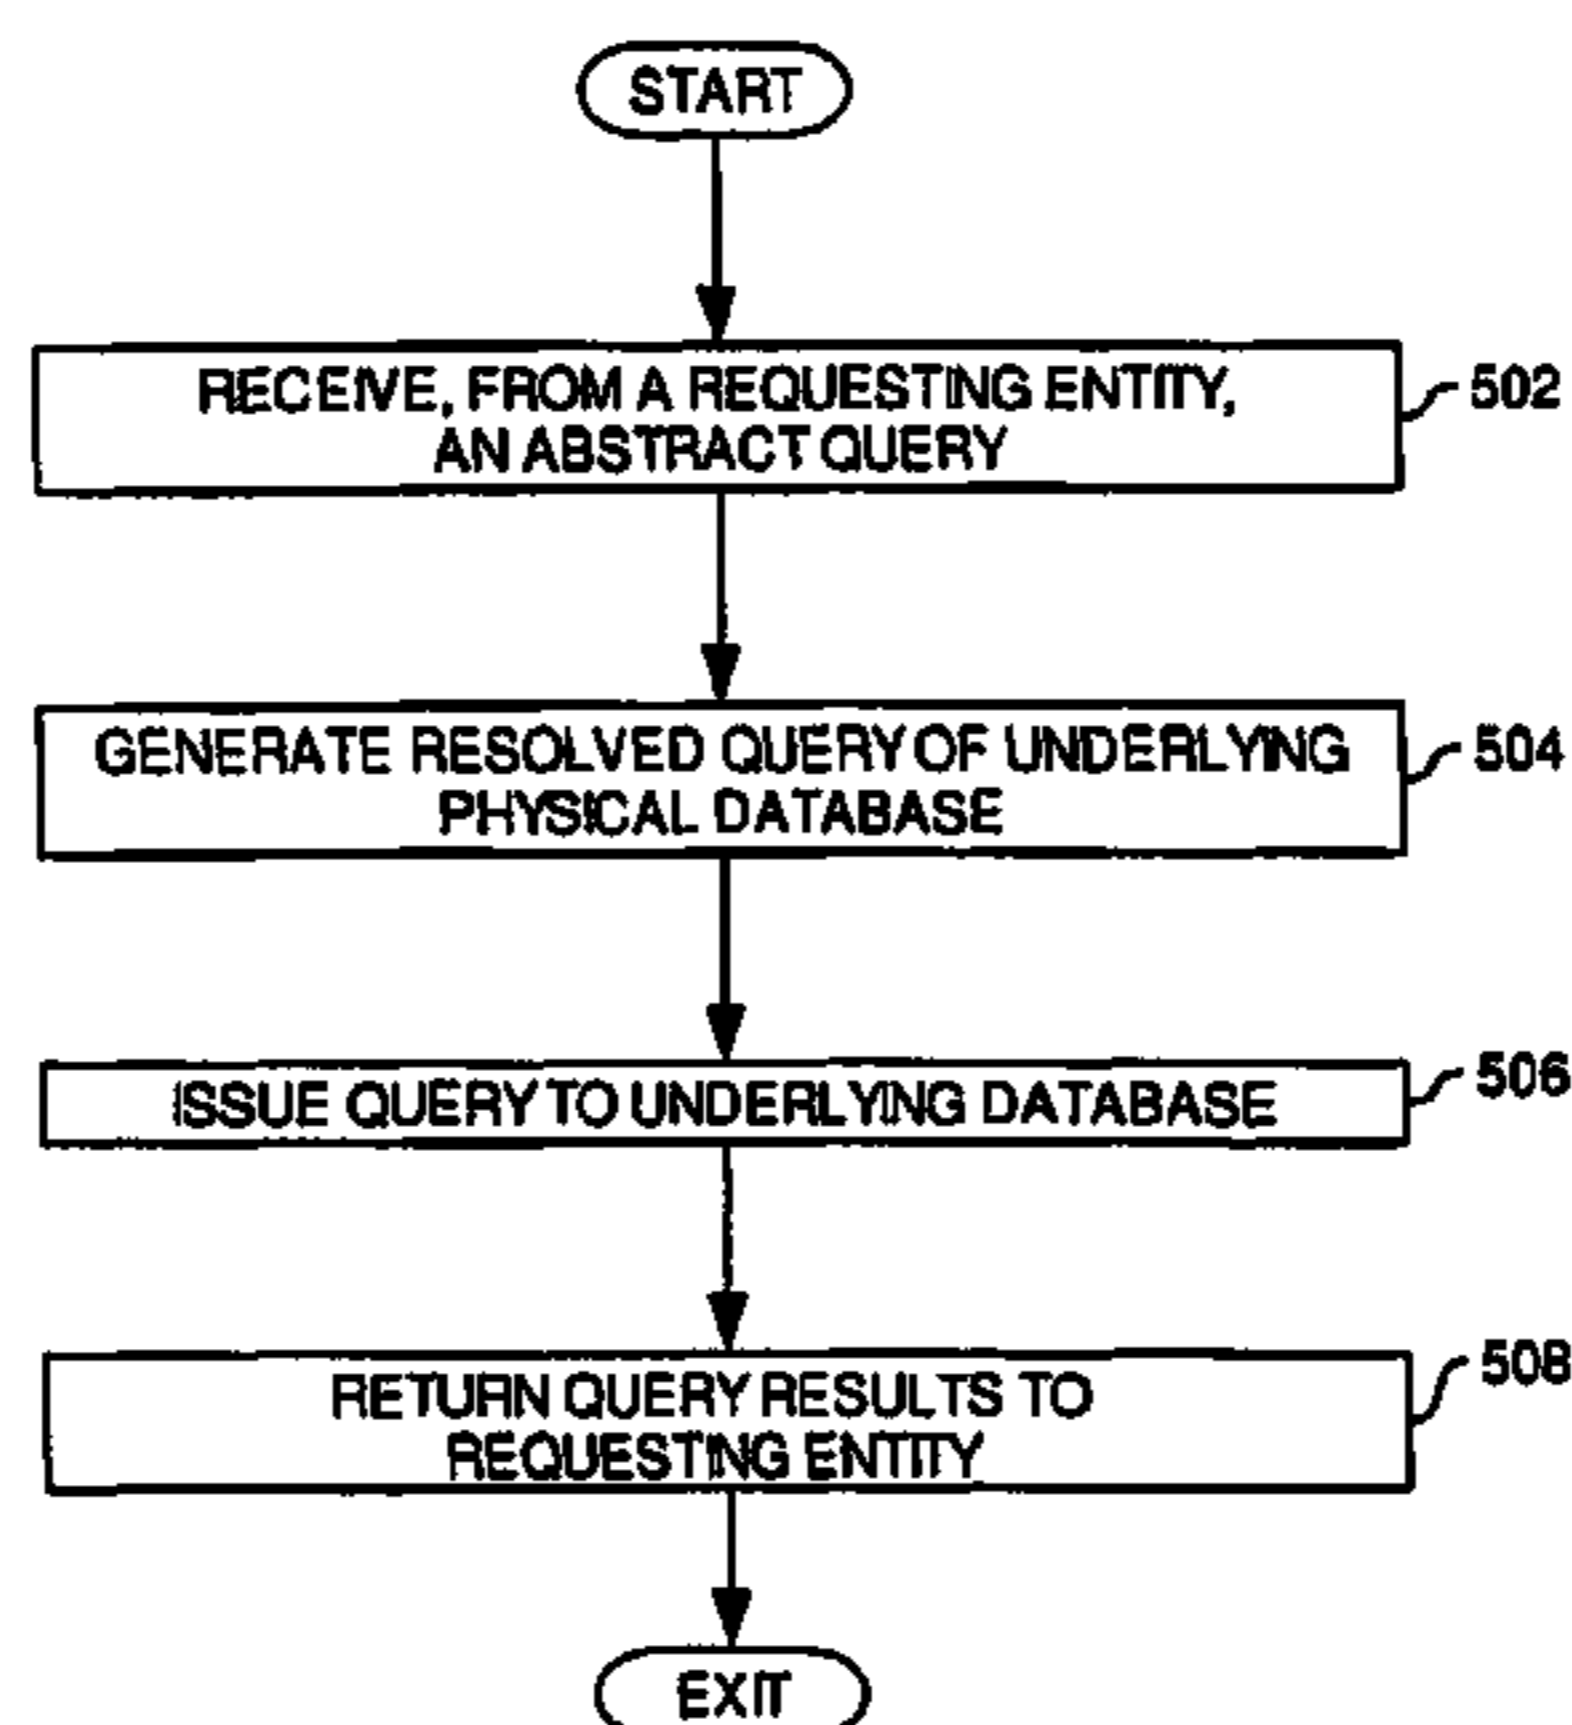 START
RECEIVE, FROM A REQUESTING ENTITY,
AN ABSTRACT QUERY
502
GENERATE RESOLVED QUERY OF UNDERLYING
PHYSICAL DATABASE
504
ISSUE QUERY TO UNDERLYING DATABASE
506
RETURN QUERY RESULTS TO
REQUESTING ENTITY
508
EXIT